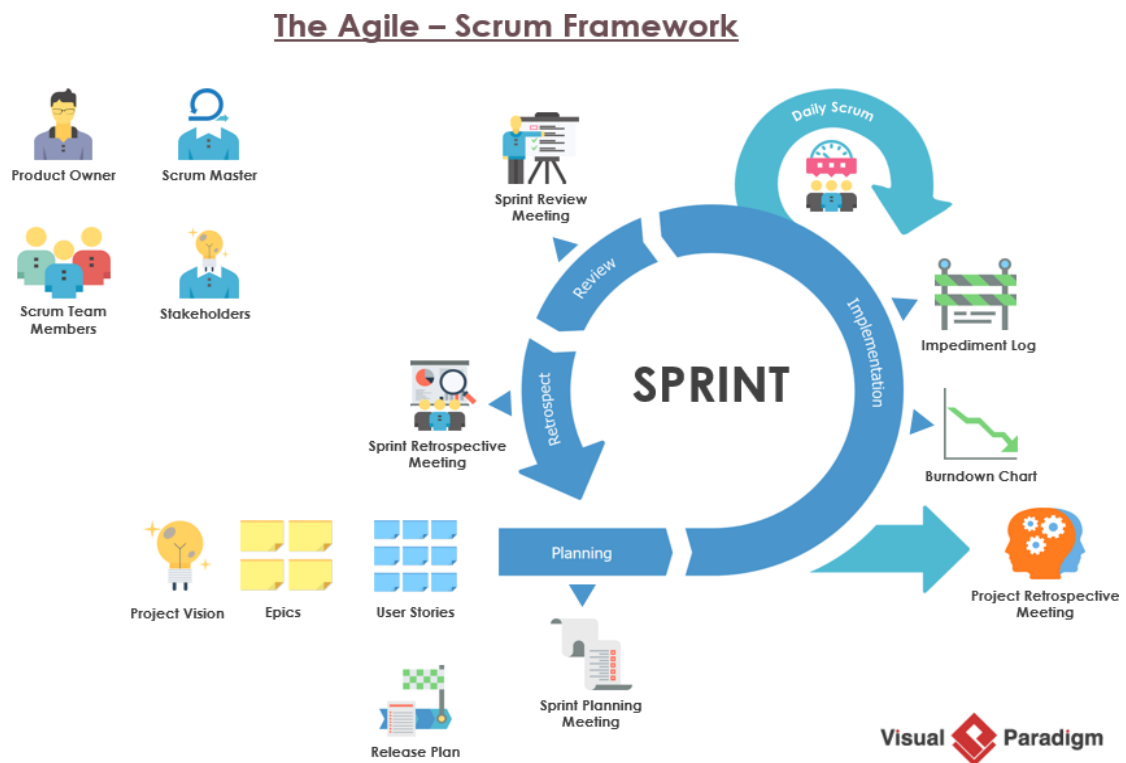 The Agile – Scrum Framework
Product Owner
Scrum Master
Scrum Team
Members
Stakeholders
Sprint Review
Meeting
Daily Scrum
Review
Implementation
Impediment Log
SPRINT
Retrospect
Sprint Retrospective
Meeting
Burndown Chart
Project Vision
Epics
User Stories
Planning
Project Retrospective
Meeting
Sprint Planning
Meeting
Release Plan
Visual Paradigm